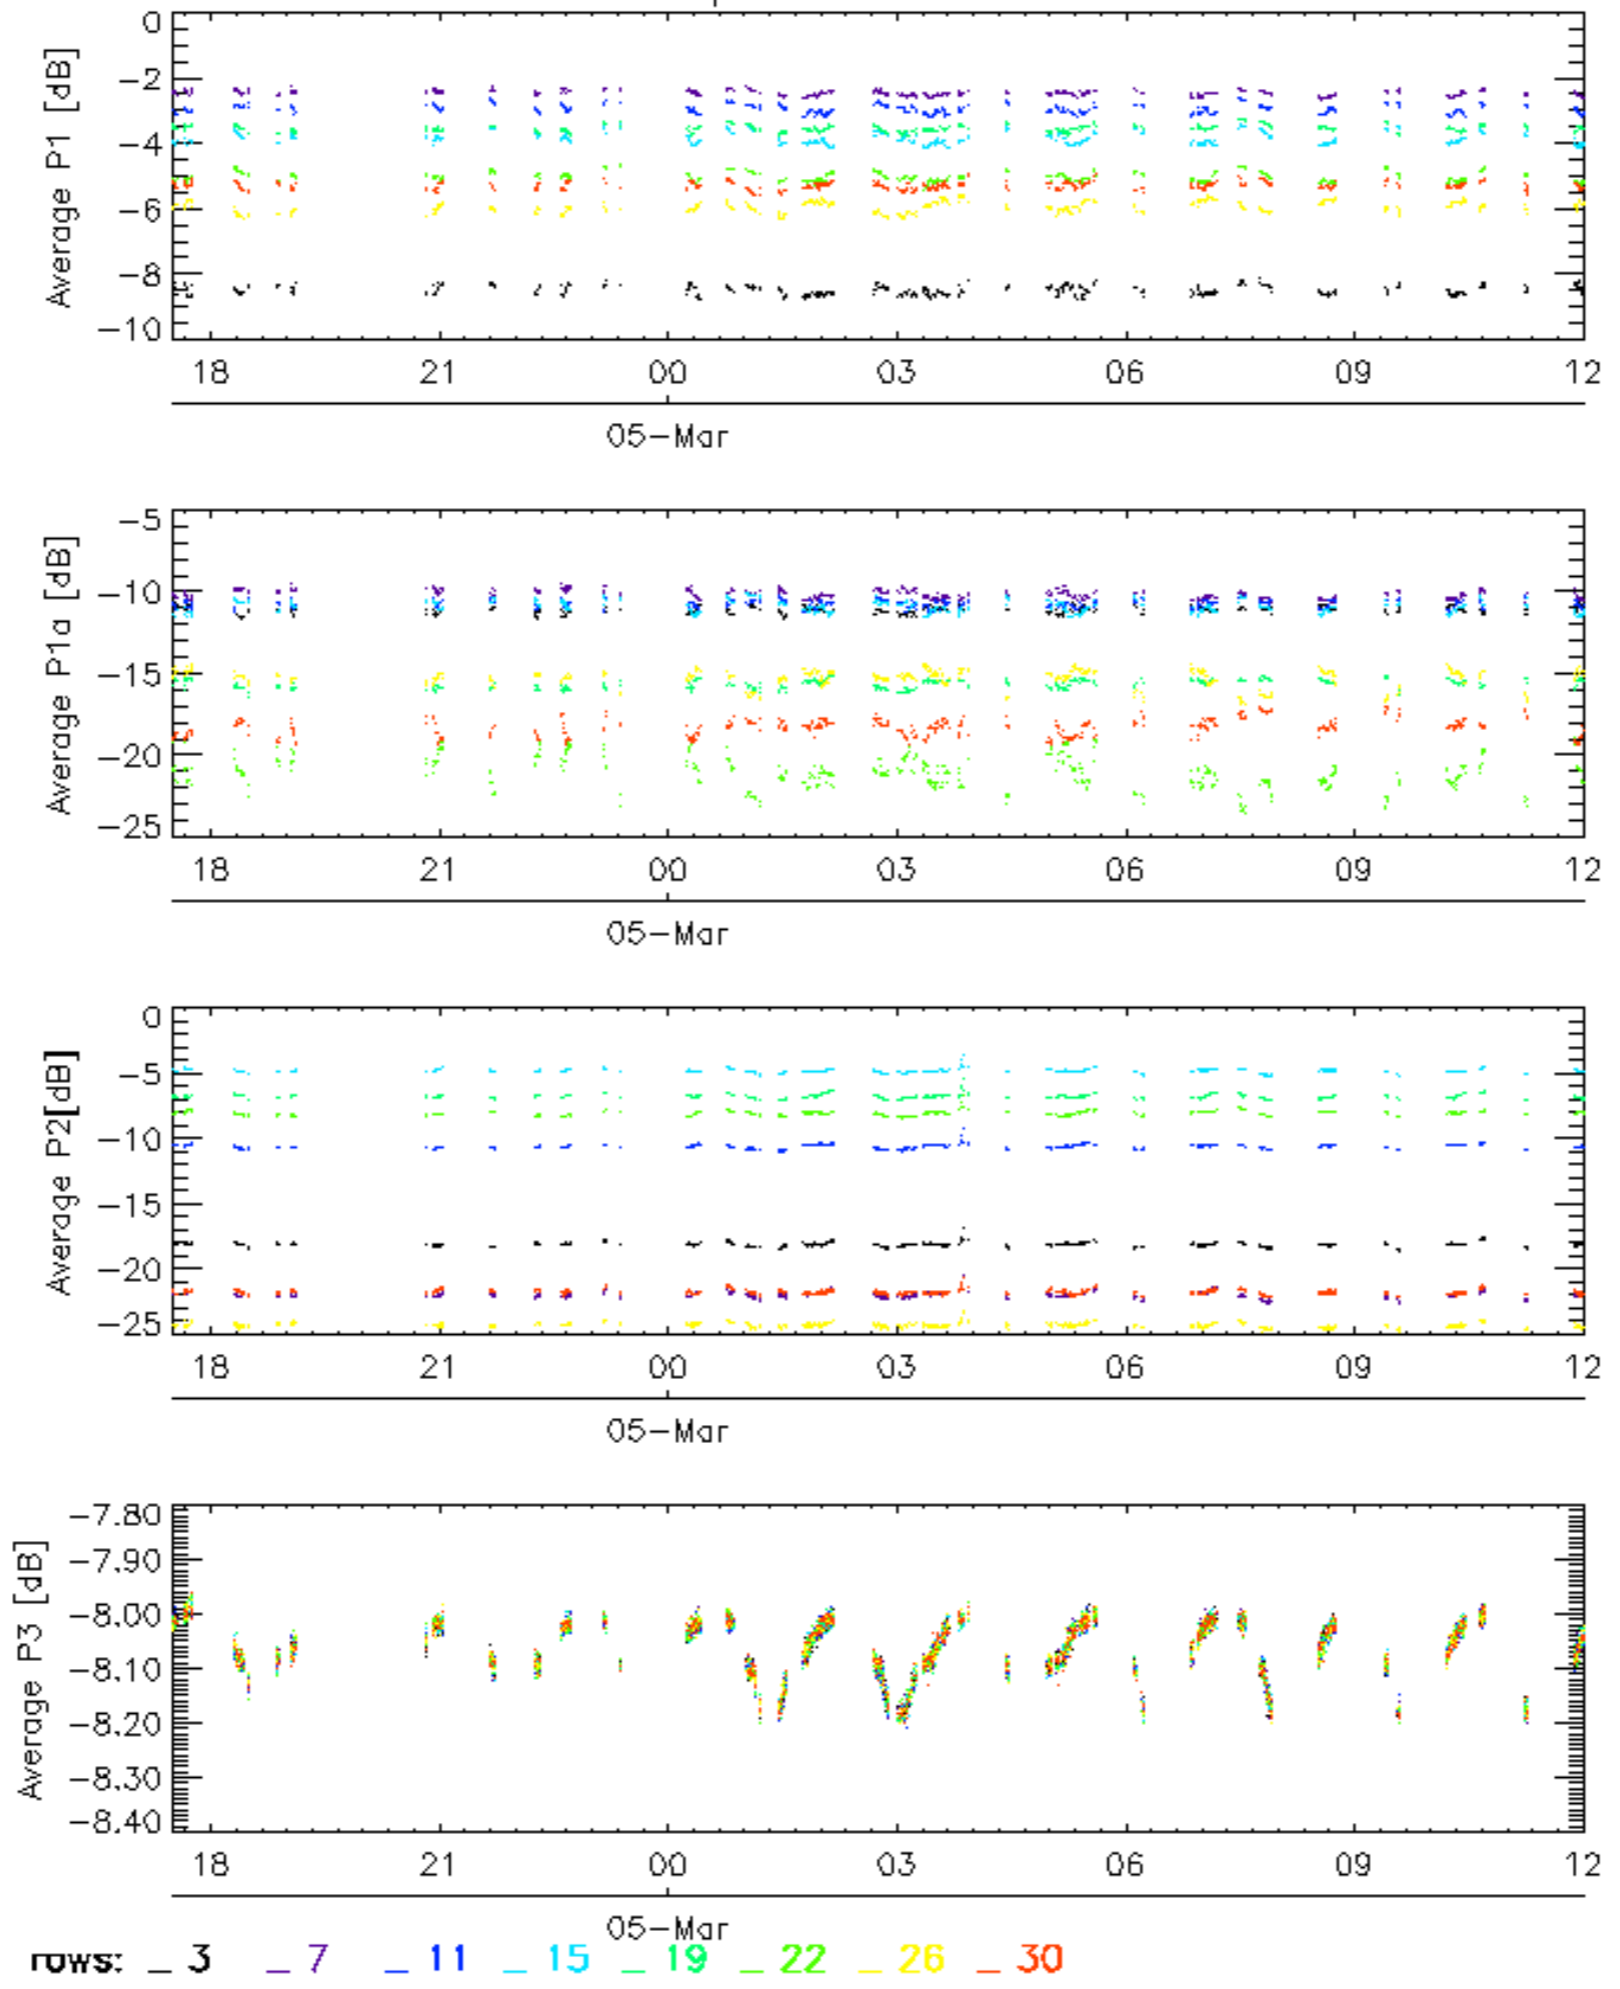 Average P1 [dB]
0
-2
-4
-6
-8
-10
18 21 00 03 06 09 12
05-Mar
Average P1a [dB]
-5
-10
-15
-20
-25
18 21 00 03 06 09 12
05-Mar
Average P2[dB]
0
-5
-10
-15
-20
-25
18 21 00 03 06 09 12
05-Mar
Average P3 [dB]
-7.80
-7.90
-8.00
-8.10
-8.20
-8.30
-8.40
18 21 00 03 06 09 12
05-Mar
rows: _ 3 _ 7 _ 11 _ 15 _ 19 _ 22 _ 26 _ 30